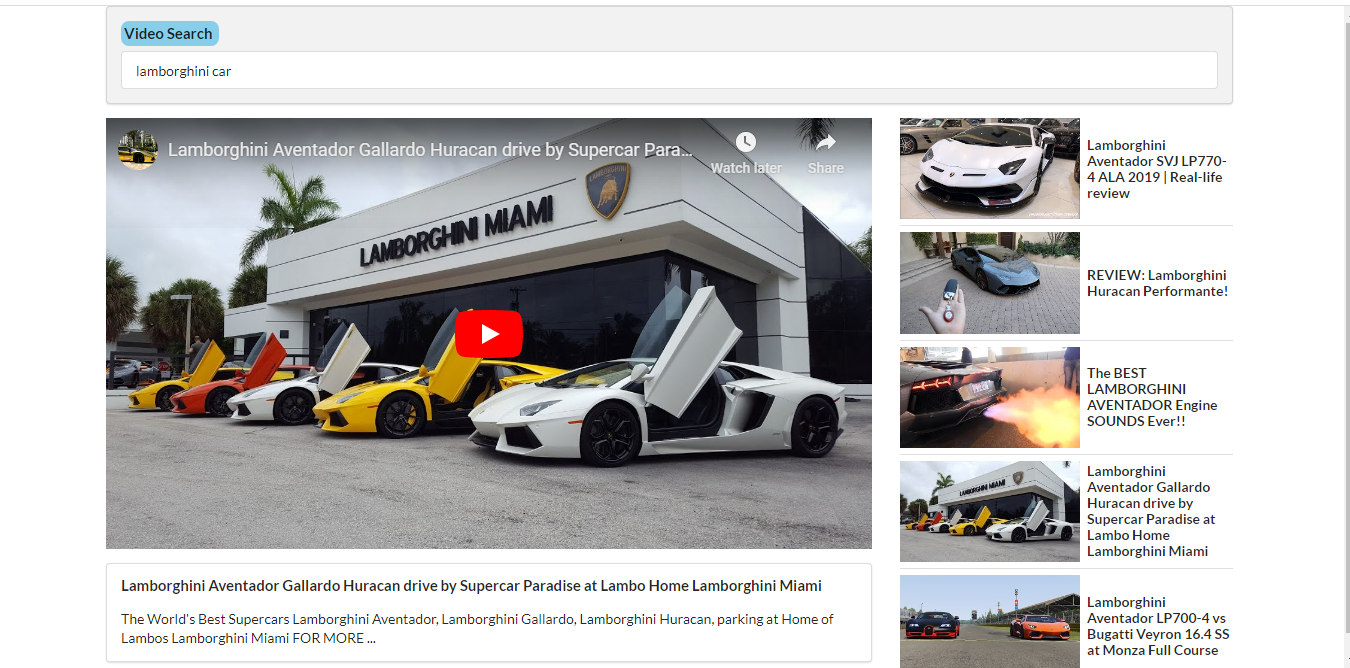 Video Search
lamborghini car
Lamborghini Aventador Gallardo Huracan drive by Supercar Para...
Watch later
Share
LAMBORGHINI
LAMBORGHINI MIAMI
Lamborghini Aventador Gallardo Huracan drive by Supercar Paradise at Lambo Home Lamborghini Miami
The World's Best Supercars Lamborghini Aventador, Lamborghini Gallardo, Lamborghini Huracan, parking at Home of
Lambos Lamborghini Miami FOR MORE ...
Lamborghini
Aventador SVJ LP770-
4 ALA 2019 | Real-life
review
REVIEW: Lamborghini
Huracan Performante!
The BEST
LAMBORGHINI
AVENTADOR Engine
SOUNDS Ever!!
LAMBORGHINI MIAMI
Lamborghini
Aventador Gallardo
Huracan drive by
Supercar Paradise at
Lambo Home
Lamborghini Miami
Lamborghini
Aventador LP700-4 vs
Bugatti Veyron 16.4 SS
at Monza Full Course